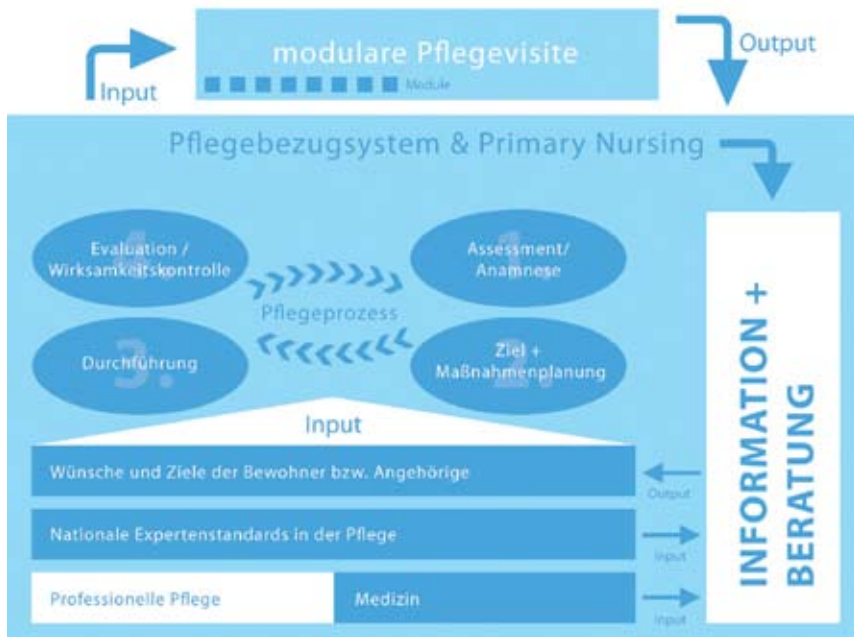 modulare Pflegevisite
Module
Input
Output
Pflegebezugsystem & Primary Nursing
4.
Evaluation /
Wirksamkeitskontrolle
1.
Assessment/
Anamnese
Pflegeprozess
3.
Durchführung
2.
Ziel +
Maßnahmenplanung
Input
Wünsche und Ziele der Bewohner bzw. Angehörige
Output
Nationale Expertenstandards in der Pflege
Input
Professionelle Pflege
Medizin
Input
INFORMATION +
BERATUNG